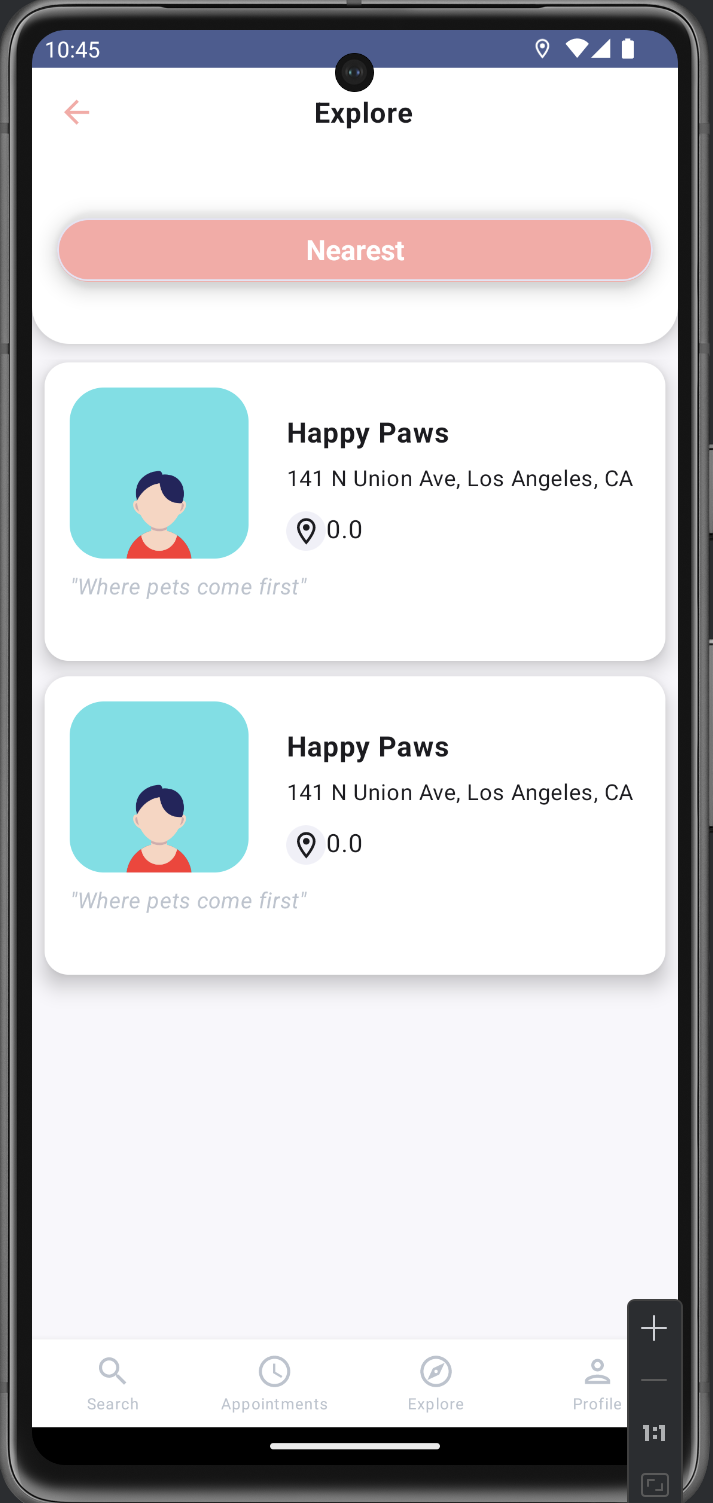 10:45
Explore
Nearest
Happy Paws
141 N Union Ave, Los Angeles, CA
0.0
"Where pets come first"
Happy Paws
141 N Union Ave, Los Angeles, CA
0.0
"Where pets come first"
Search Appointments Explore Profile
1:1